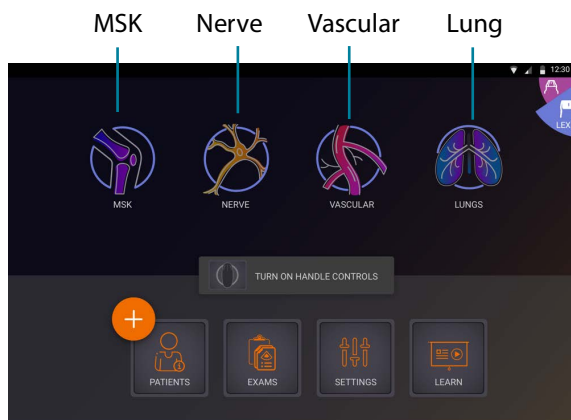 MSK Nerve Vascular Lung
12:30
LEX
MSK NERVE VASCULAR LUNGS
TURN ON HANDLE CONTROLS
PATIENTS EXAMS SETTINGS LEARN